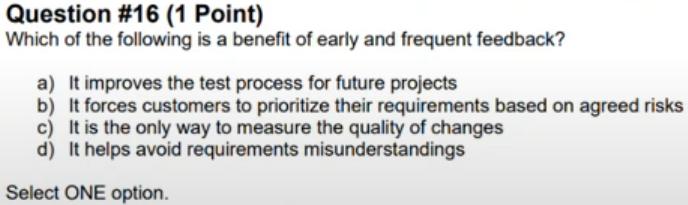 Question #16 (1 Point)
Which of the following is a benefit of early and frequent feedback?
a) It improves the test process for future projects
b) It forces customers to prioritize their requirements based on agreed risks
c) It is the only way to measure the quality of changes
d) It helps avoid requirements misunderstandings
Select ONE option.